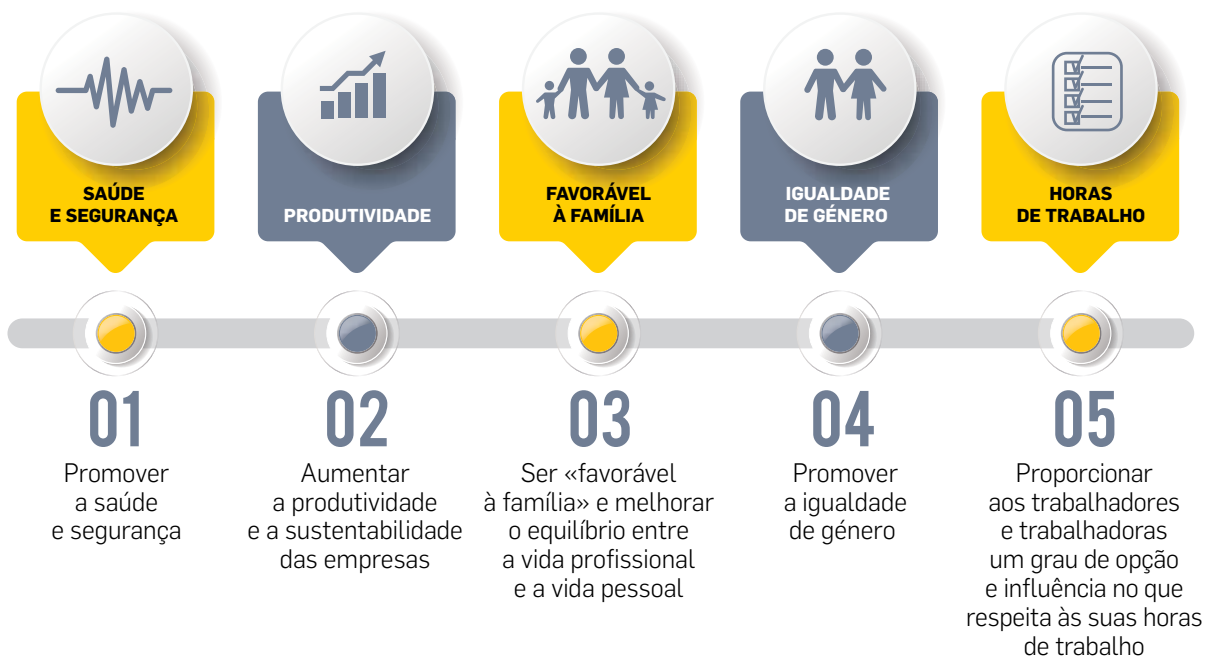 SAÚDE
E SEGURANÇA
PRODUTIVIDADE
FAVORÁVEL
À FAMÍLIA
IGUALDADE
DE GÉNERO
HORAS
DE TRABALHO
01
Promover
a saúde
e segurança
02
Aumentar
a produtividade
e a sustentabilidade
das empresas
03
Ser «favorável
à família» e melhorar
o equilíbrio entre
a vida profissional
e a vida pessoal
04
Promover
a igualdade
de género
05
Proporcionar
aos trabalhadores
e trabalhadoras
um grau de opção
e influência no que
respeita às suas horas
de trabalho